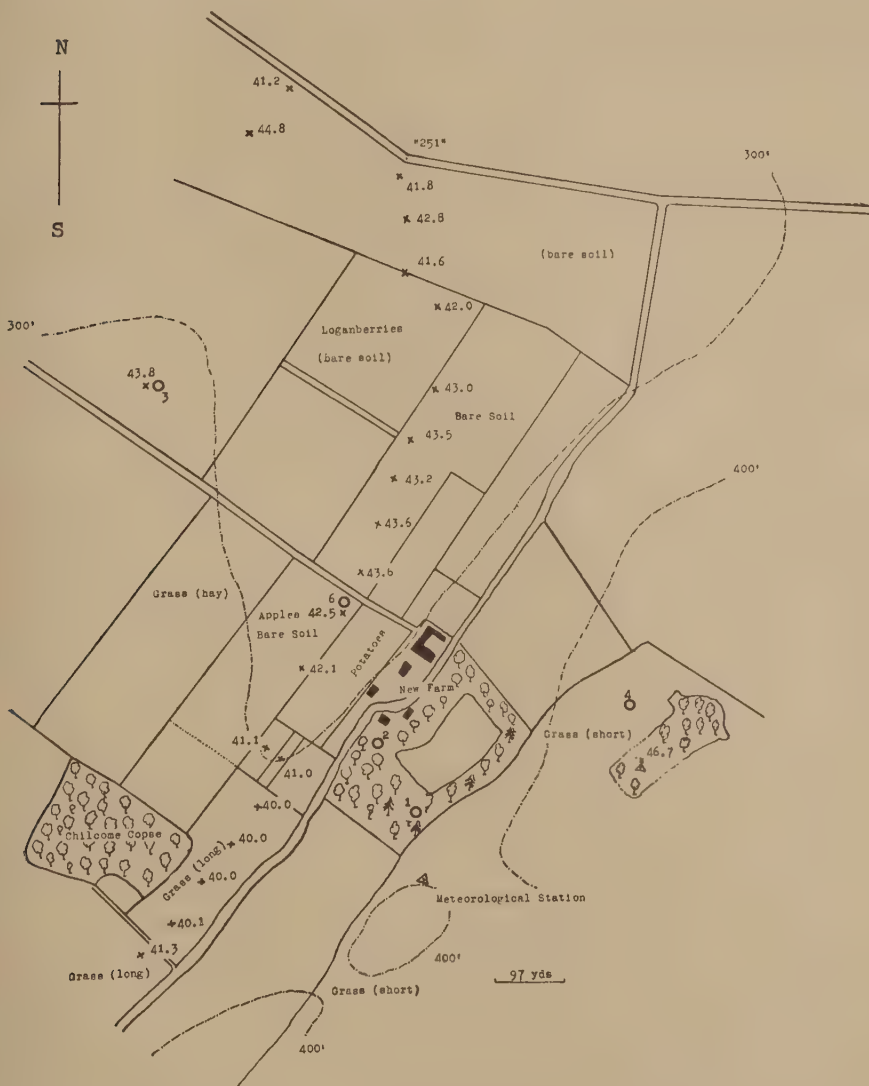 N
S
41.2
44.8
"251"
41.8
42.8
41.6
42.0
(bare soil)
300'
300'
Loganberries
(bare soil)
43.8
3
43.0
Bare Soil
43.5
43.2
43.6
43.6
400'
Grass (hay)
6
Apples 42.5
Bare Soil
Potatoes
42.1
New Farm
4
Grass (short)
46.7
2
41.1
41.0
1
40.0
Chilcome Copse
40.0
Grass (long)
40.0
Meteorological Station
40.1
41.3
Grass (long)
400'
97 yds
Grass (short)
400'